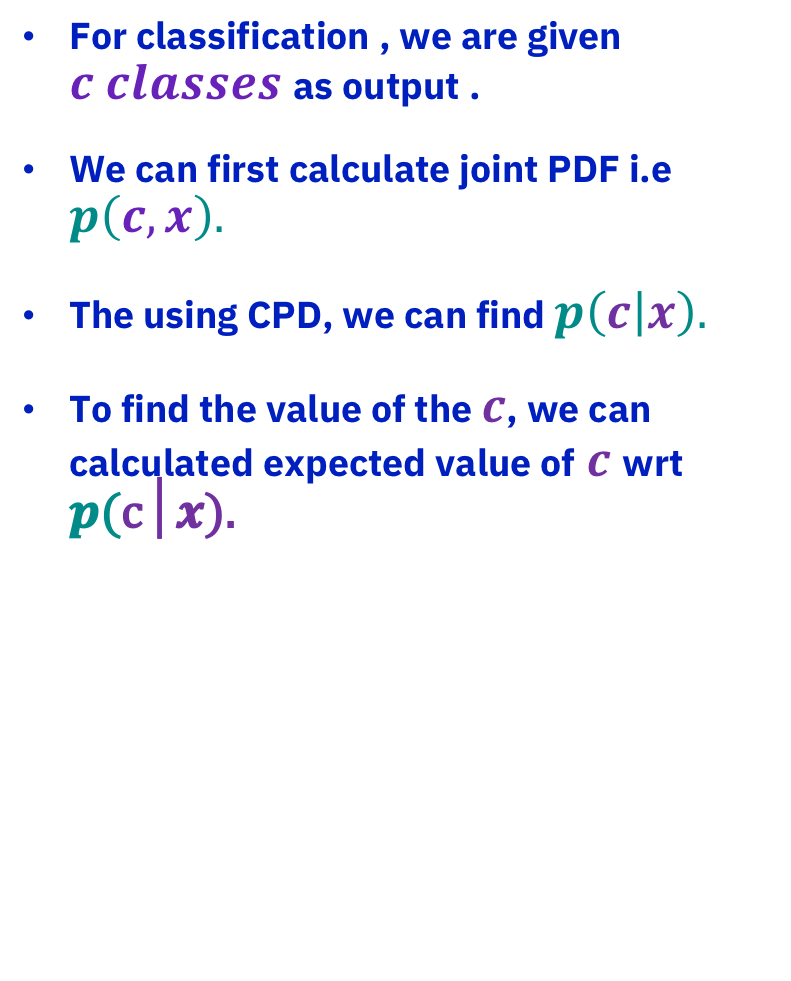 • For classification , we are given
c classes as output .
• We can first calculate joint PDF i.e
p(c, x).
• The using CPD, we can find p(c|x).
• To find the value of the c, we can
calculated expected value of c wrt
p(c|x).